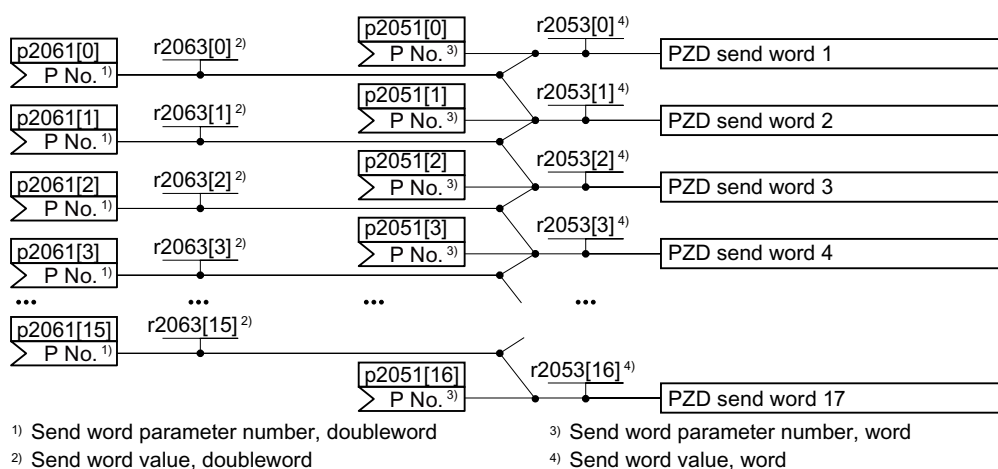 p2051[0] r2053[0] 4)
p2061[0] r2063[0] 2) P No. 3) PZD send word 1
P No. 1)
p2051[1] r2053[1] 4)
p2061[1] r2063[1] 2) P No. 3) PZD send word 2
P No. 1)
p2051[2] r2053[2] 4)
p2061[2] r2063[2] 2) P No. 3) PZD send word 3
P No. 1)
p2051[3] r2053[3] 4)
p2061[3] r2063[3] 2) P No. 3) PZD send word 4
P No. 1)
... ... ... ...
p2061[15] r2063[15] 2)
P No. 1)
p2051[16] r2053[16] 4)
P No. 3) PZD send word 17
1) Send word parameter number, doubleword 3) Send word parameter number, word
2) Send word value, doubleword 4) Send word value, word